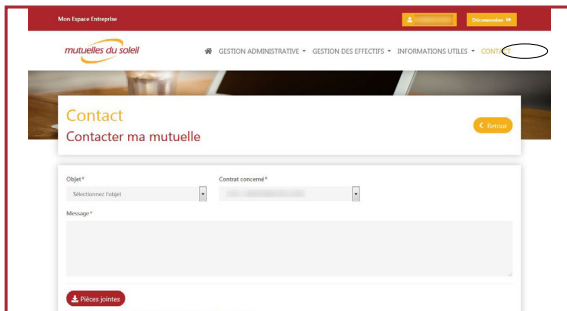 Mon Espace Entreprise
Déconnexion
mutuelles du soleil
GESTION ADMINISTRATIVE GESTION DES EFFECTIFS INFORMATIONS UTILES CONTACT
Contact
Contacter ma mutuelle
Retour
Objet* Contrat concerné*
Sélectionnez l'objet
Message*
Pièces jointes